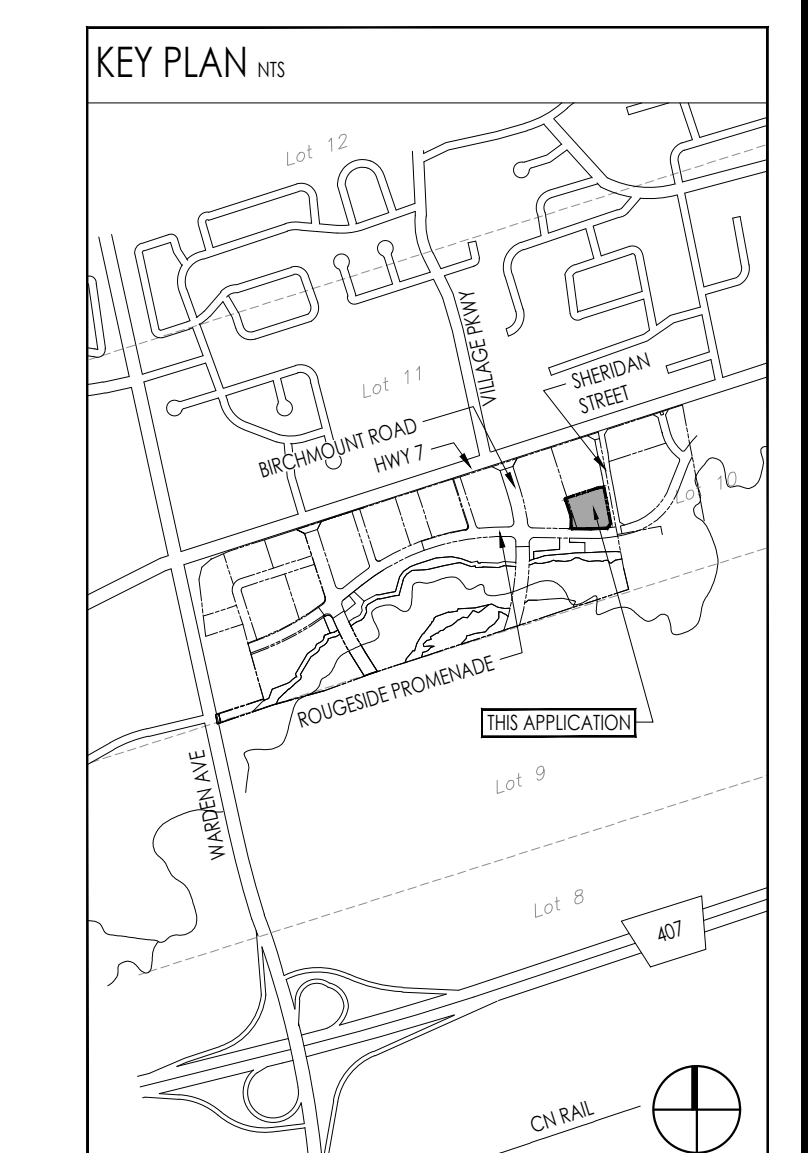 KEY PLAN NTS
Lot 12
VILLAGE PKWY
Lot 11
SHERIDAN
STREET
BIRCHMOUNT ROAD
HWY 7
Lot 10
ROUGESIDE PROMENADE
THIS APPLICATION
WARDEN AVE
Lot 9
Lot 8
407
CN RAIL